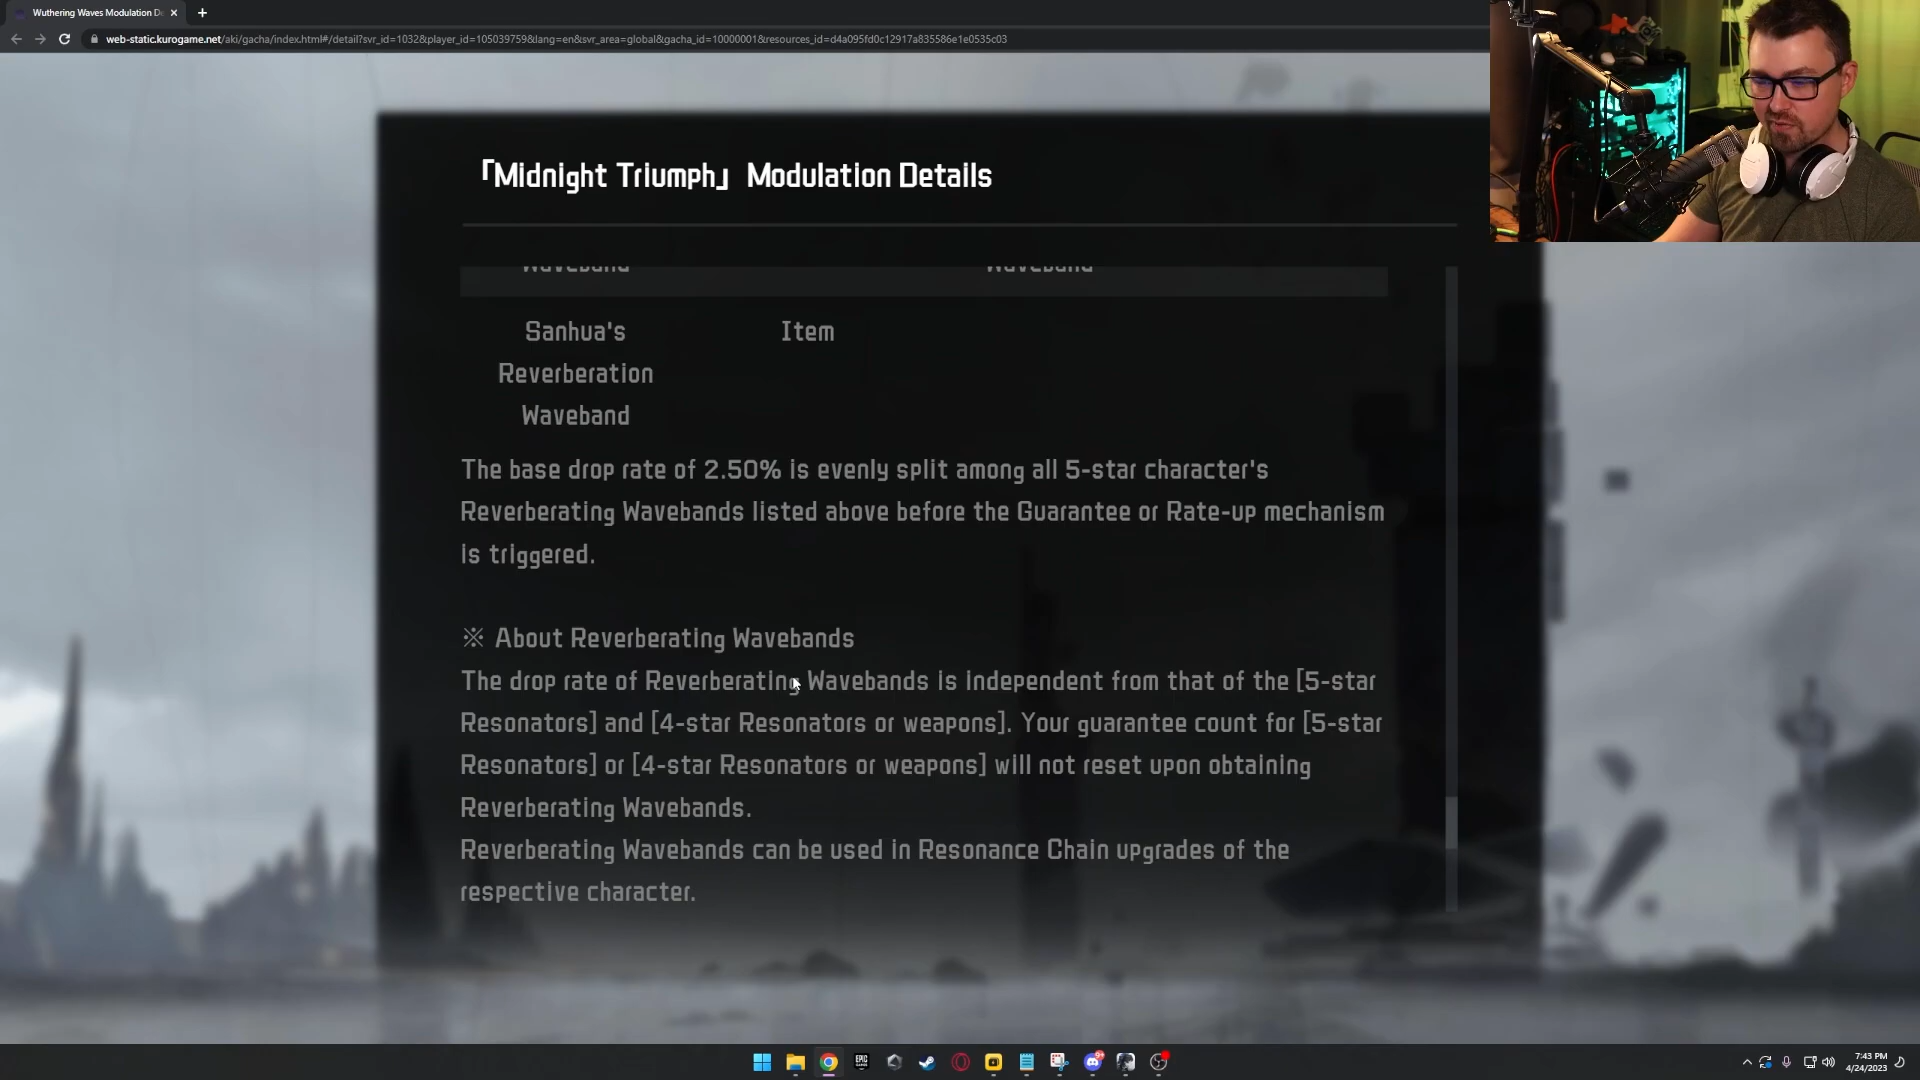 Wuthering Waves Modulation De
web-static.kurogame.net/aki/gacha/index.html#/detail?svr_id=1032&player_id=105039759&lang=en&svr_area=global&gacha_id=10000001&resources_id=d4a095fd0c12917a835586e1e0535c03
「Midnight Triumph」 Modulation Details
Waveband Waveband
Sanhua's Item
Reverberation
Waveband
The base drop rate of 2.50% is evenly split among all 5-star character's
Reverberating Wavebands listed above before the Guarantee or Rate-up mechanism
is triggered.
※ About Reverberating Wavebands
The drop rate of Reverberating Wavebands is independent from that of the [5-star
Resonators] and [4-star Resonators or weapons]. Your guarantee count for [5-star
Resonators] or [4-star Resonators or weapons] will not reset upon obtaining
Reverberating Wavebands.
Reverberating Wavebands can be used in Resonance Chain upgrades of the
respective character.
EPIC
7:43 PM
4/24/2023